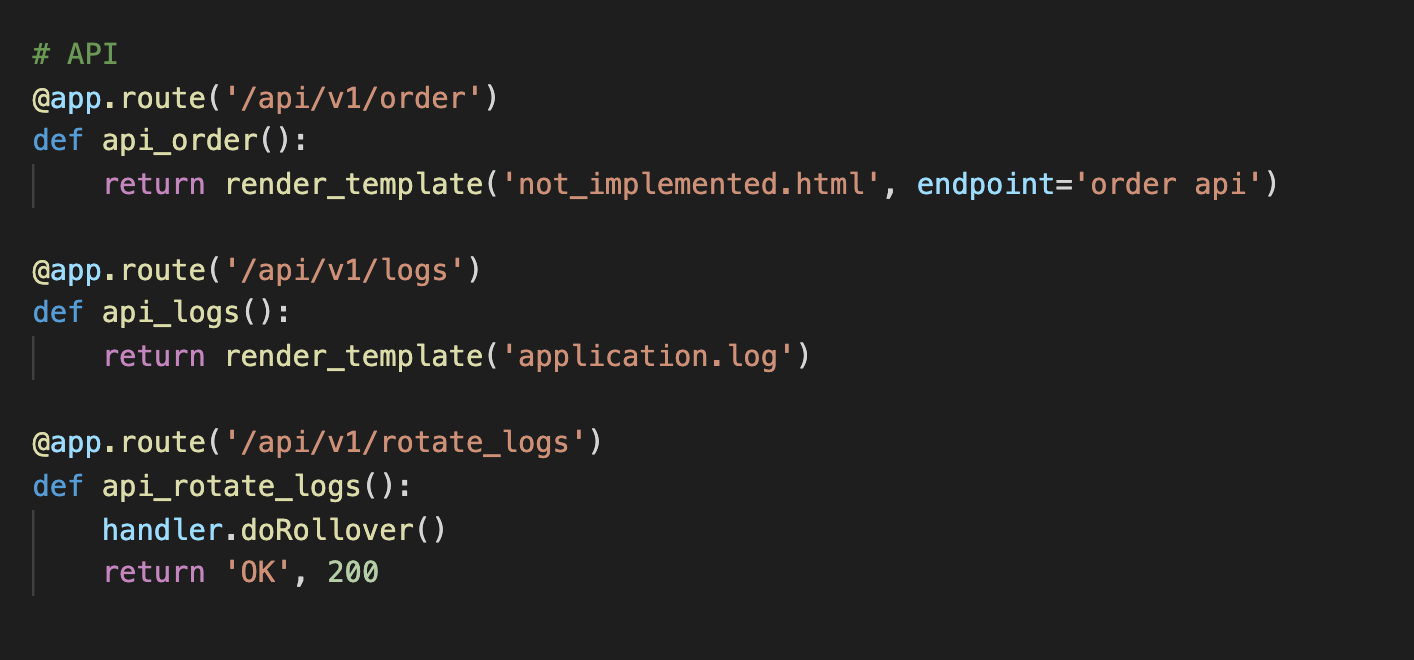 # API
@app.route('/api/v1/order')
def api_order():
    return render_template('not_implemented.html', endpoint='order api')
@app.route('/api/v1/logs')
def api_logs():
    return render_template('application.log')
@app.route('/api/v1/rotate_logs')
def api_rotate_logs():
    handler.doRollover()
    return 'OK', 200